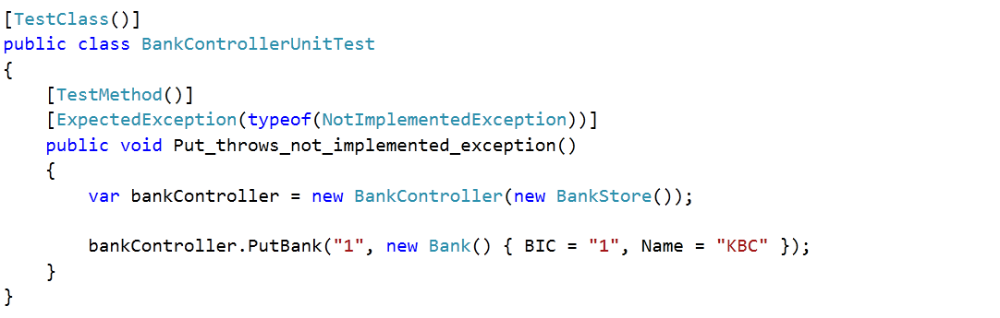 [TestClass()]
public class BankControllerUnitTest
{
    [TestMethod()]
    [ExpectedException(typeof(NotImplementedException))]
    public void Put_throws_not_implemented_exception()
    {
        var bankController = new BankController(new BankStore());

        bankController.PutBank("1", new Bank() { BIC = "1", Name = "KBC" });
    }
}